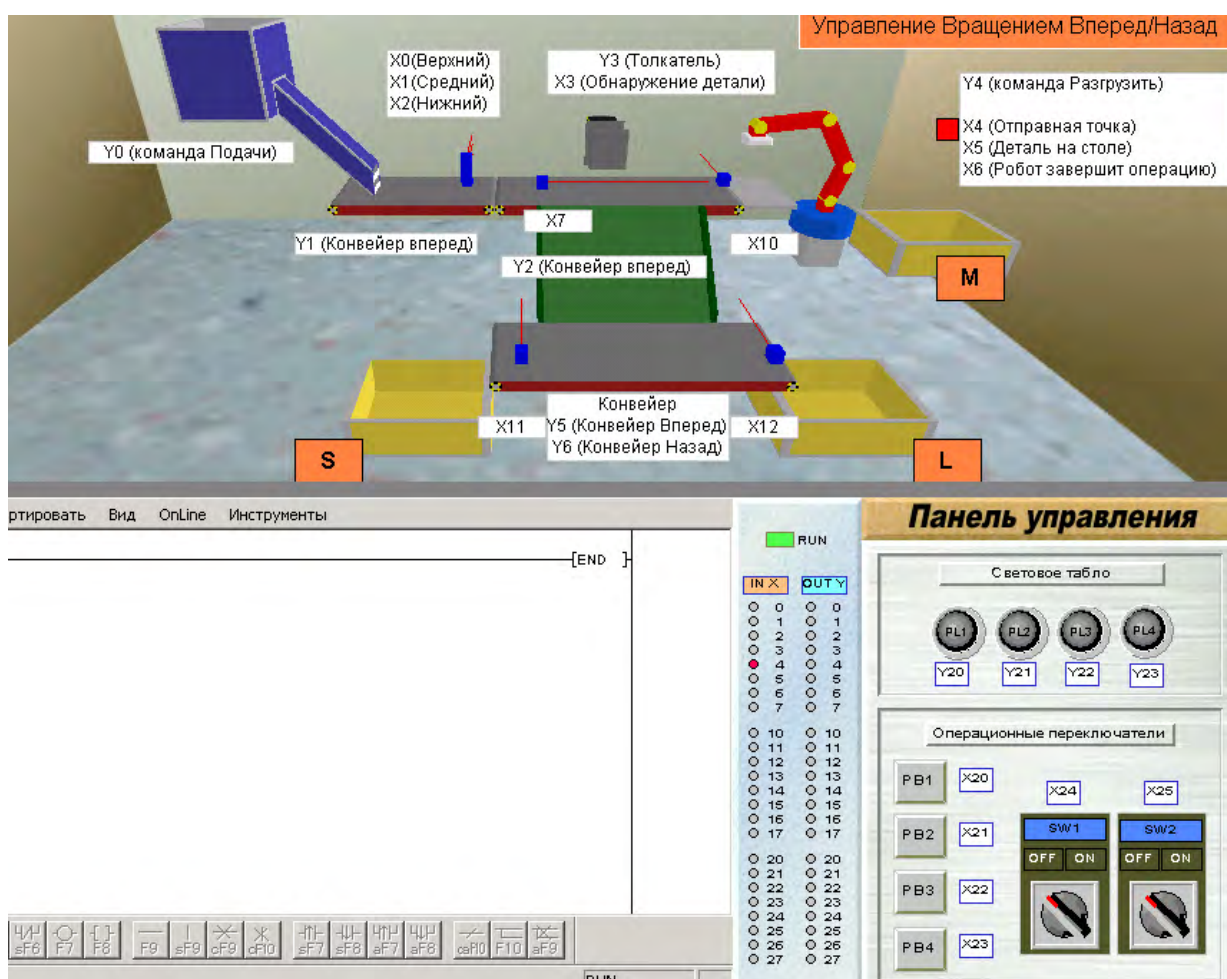 Управление Вращением Вперед/Назад
X0(Верхний)
X1(Средний)
X2(Нижний)
Y3 (Толкатель)
X3 (Обнаружение детали)
Y4 (команда Разгрузить)
X4 (Отправная точка)
X5 (Деталь на столе)
X6 (Робот завершит операцию)
Y0 (команда Подачи)
X7
Y1 (Конвейер вперед)
X10
Y2 (Конвейер вперед)
M
Конвейер
X11
Y5 (Конвейер Вперед)
X12
Y6 (Конвейер Назад)
S
L
ртировать Вид OnLine Инструменты
[END ]
RUN
IN X OUT Y
0 0
1 1
2 2
3 3
4 4
5 5
6 6
7 7
10 10
11 11
12 12
13 13
14 14
15 15
16 16
17 17
20 20
21 21
22 22
23 23
24 24
25 25
26 26
27 27
Панель управления
Световое табло
PL1 PL2 PL3 PL4
Y20 Y21 Y22 Y23
Операционные переключатели
PB1 X20
X24 X25
PB2 X21
SW1 SW2
OFF ON OFF ON
PB3 X22
PB4 X23
sF6 F7 F8 F9 sF9 cF9 cF10 sF7 sF8 aF7 aF8 caF10 F10 aF9
RUN